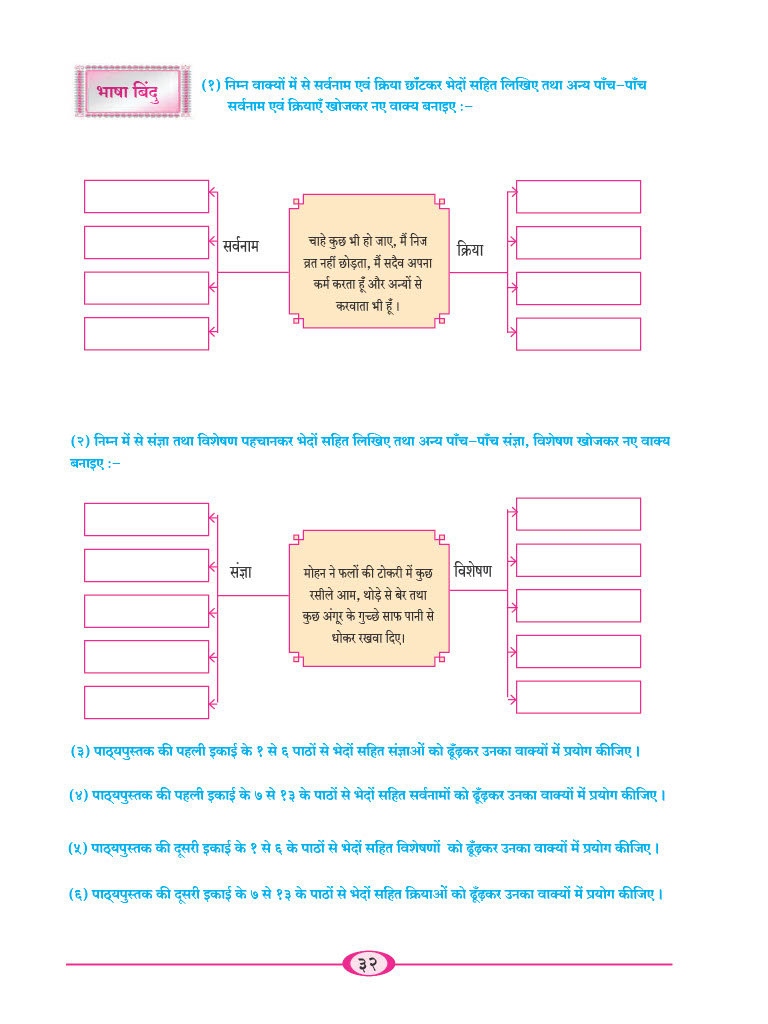 भाषा बिंदु
(१) निम्न वाक्यों में से सर्वनाम एवं क्रिया छाँटकर भेदों सहित लिखिए तथा अन्य पाँच-पाँच
सर्वनाम एवं क्रियाएँ खोजकर नए वाक्य बनाइए :-
सर्वनाम
चाहे कुछ भी हो जाए, मैं निज
व्रत नहीं छोड़ता, मैं सदैव अपना
कर्म करता हूँ और अन्यों से
करवाता भी हूँ ।
क्रिया
(२) निम्न में से संज्ञा तथा विशेषण पहचानकर भेदों सहित लिखिए तथा अन्य पाँच-पाँच संज्ञा, विशेषण खोजकर नए वाक्य
बनाइए :-
संज्ञा
मोहन ने फलों की टोकरी में कुछ
रसीले आम, थोड़े से बेर तथा
कुछ अंगूर के गुच्छे साफ पानी से
धोकर रखवा दिए।
विशेषण
(३) पाठ्यपुस्तक की पहली इकाई के १ से ६ पाठों से भेदों सहित संज्ञाओं को ढूँढ़कर उनका वाक्यों में प्रयोग कीजिए ।
(४) पाठ्यपुस्तक की पहली इकाई के ७ से १३ के पाठों से भेदों सहित सर्वनामों को ढूँढ़कर उनका वाक्यों में प्रयोग कीजिए ।
(५) पाठ्यपुस्तक की दूसरी इकाई के १ से ६ के पाठों से भेदों सहित विशेषणों को ढूँढ़कर उनका वाक्यों में प्रयोग कीजिए ।
(६) पाठ्यपुस्तक की दूसरी इकाई के ७ से १३ के पाठों से भेदों सहित क्रियाओं को ढूँढ़कर उनका वाक्यों में प्रयोग कीजिए ।
३२